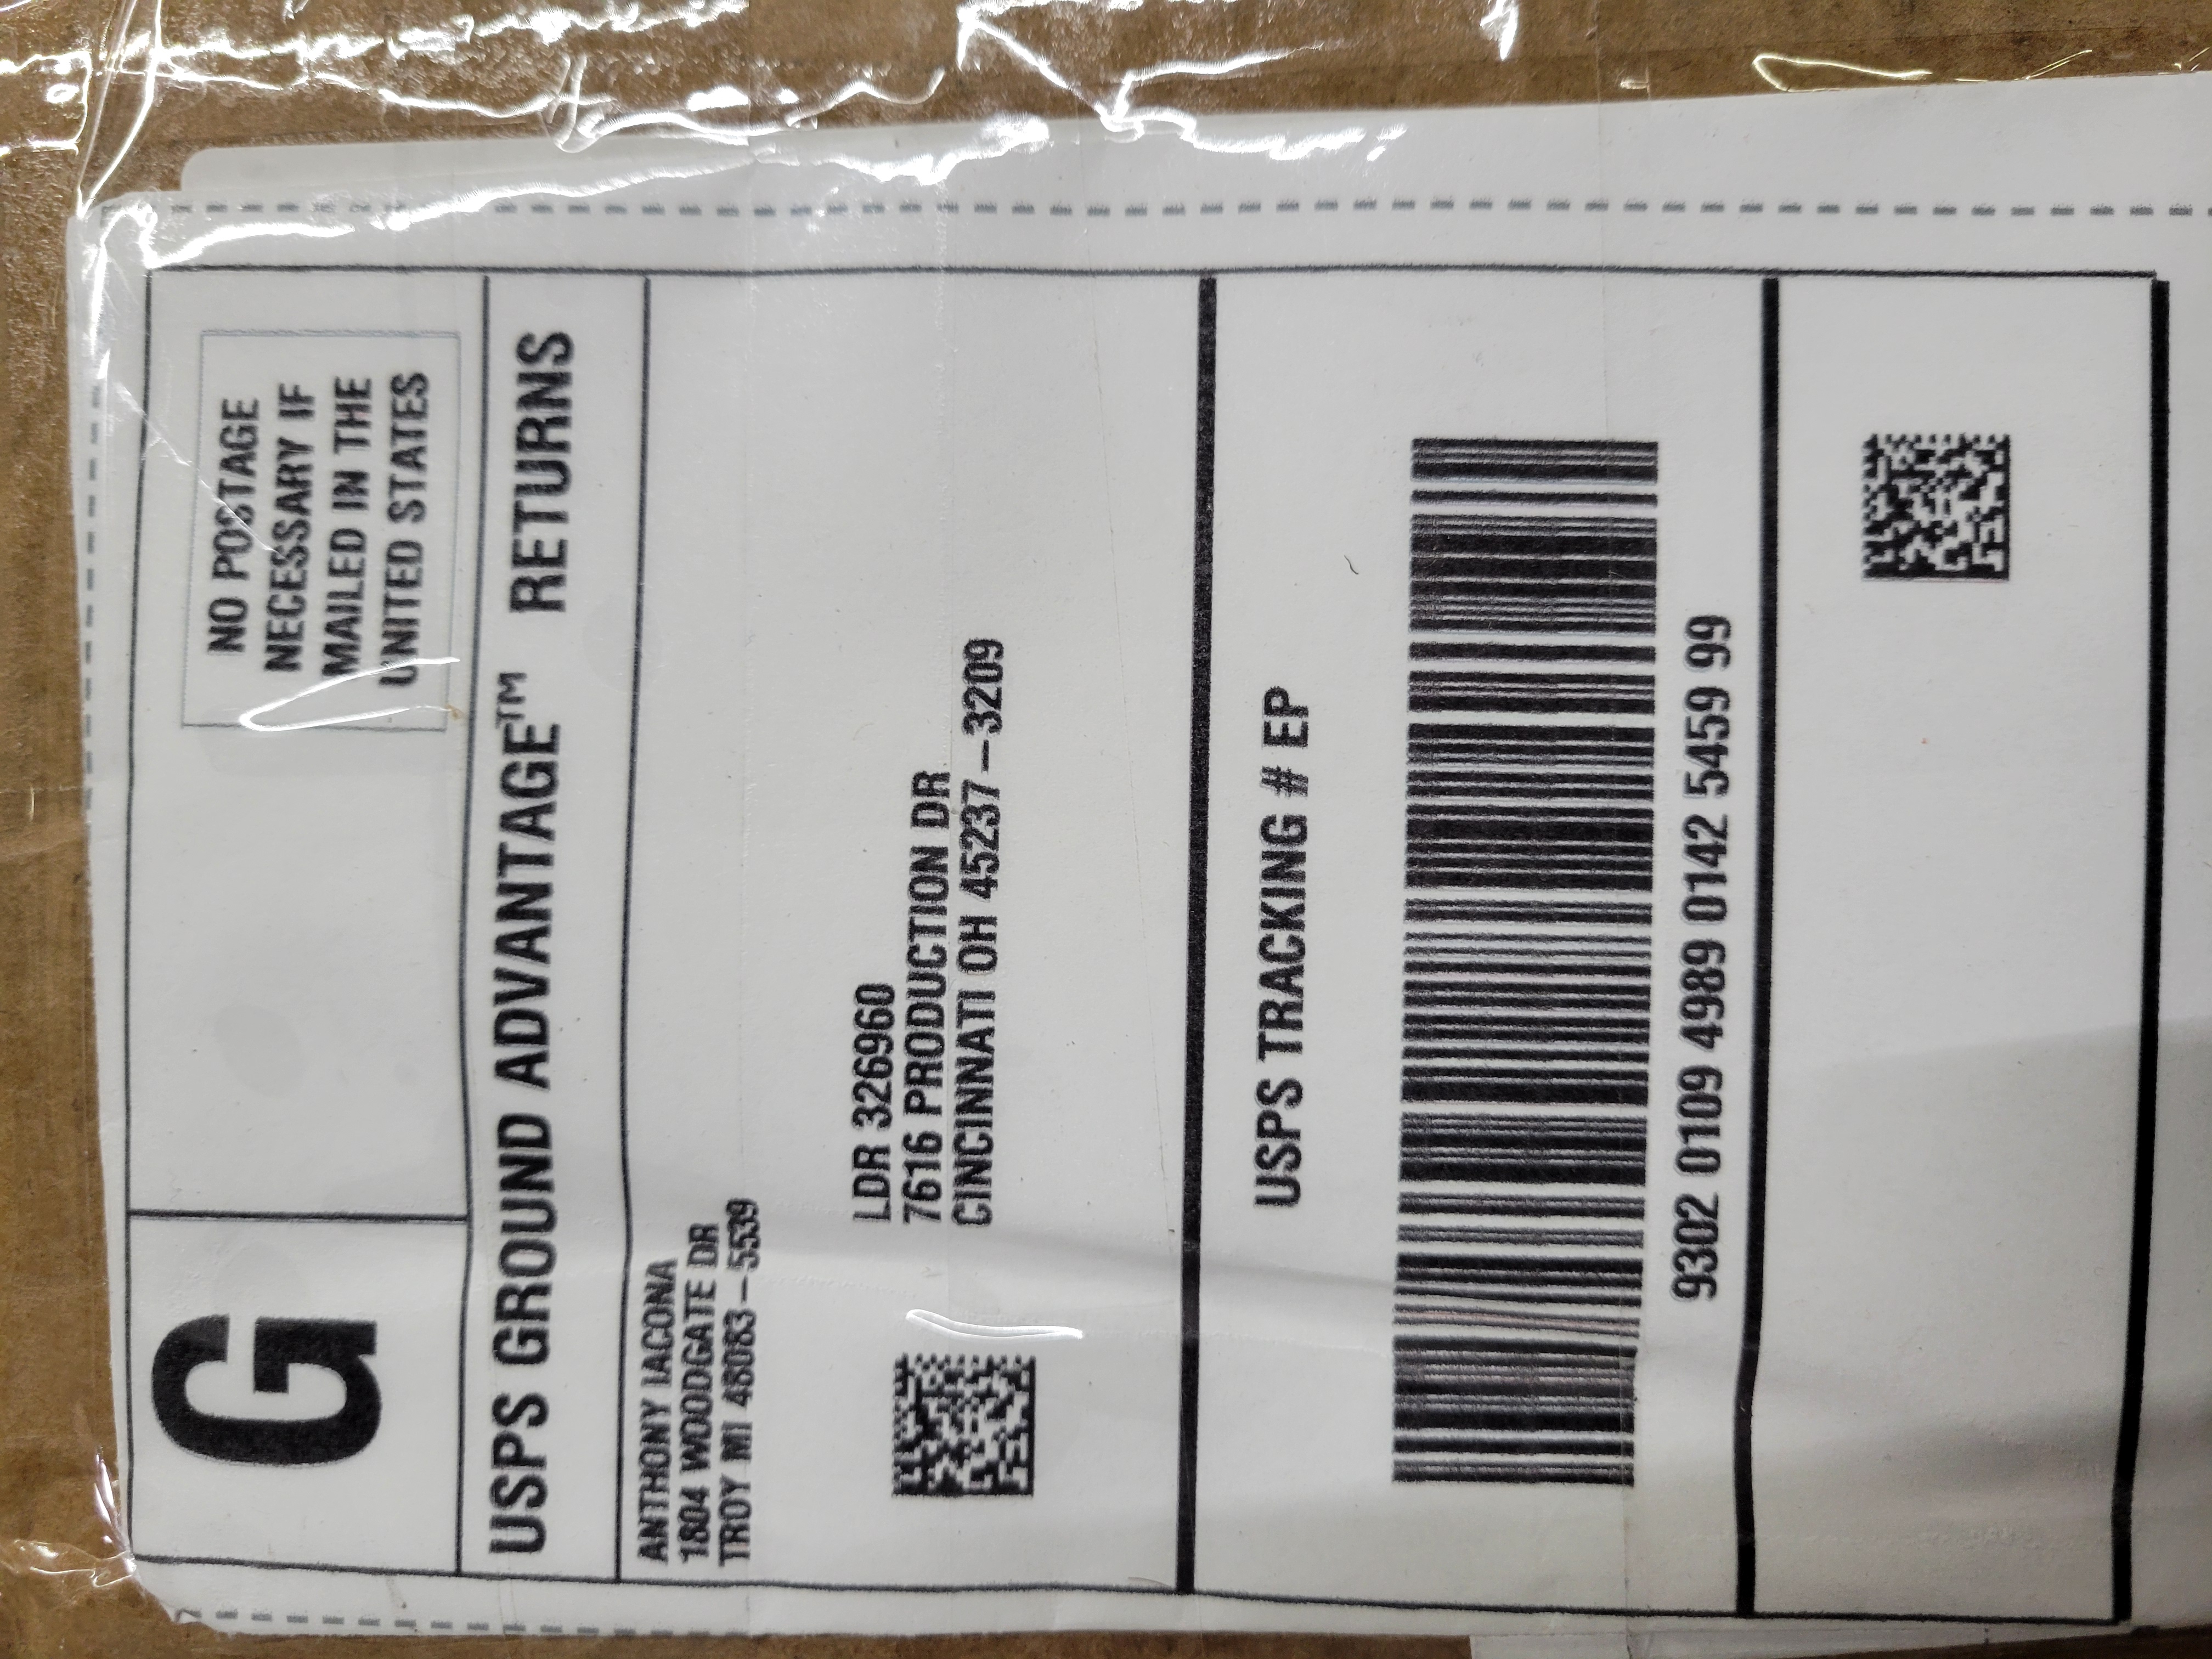 G
NO POSTAGE
NECESSARY IF
MAILED IN THE
UNITED STATES
USPS GROUND ADVANTAGE™ RETURNS
ANTHONY IACONA
1804 WOODGATE DR
TROY MI 48083-5539
LDR 326960
7616 PRODUCTION DR
CINCINNATI OH 45237-3209
USPS TRACKING # EP
9302 0109 4989 0142 5459 99